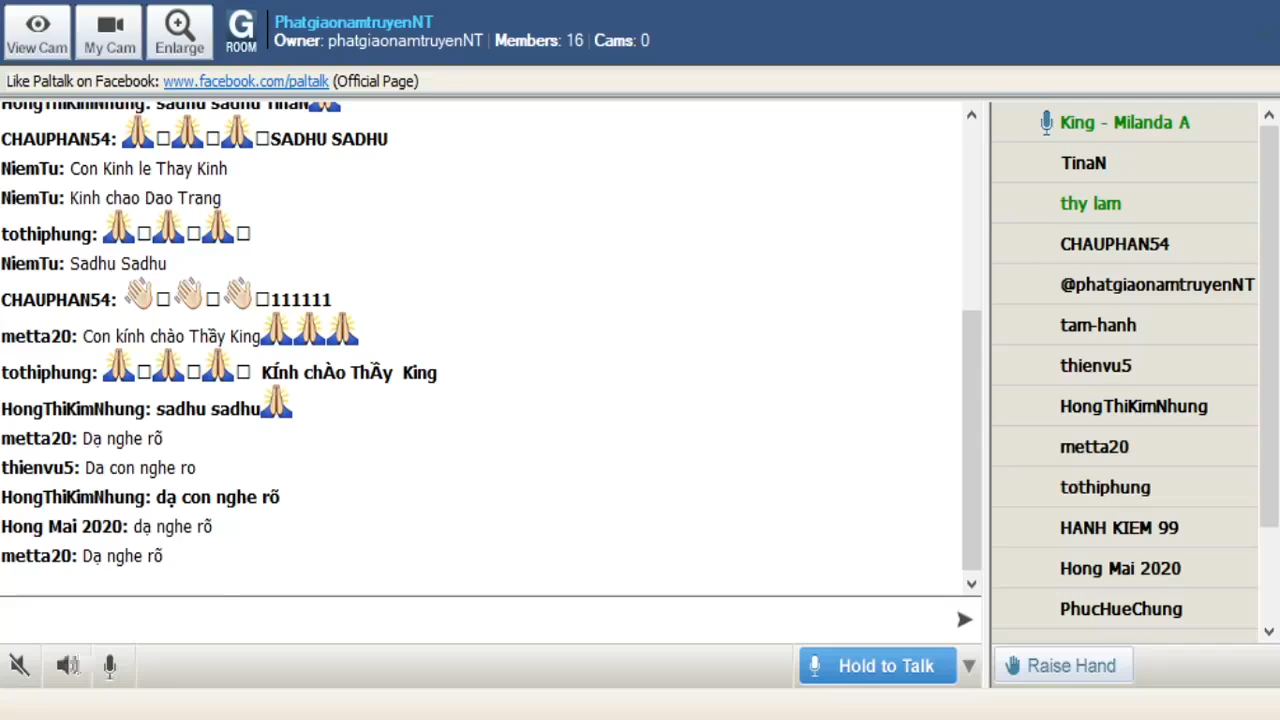 View Cam
My Cam
Enlarge
G
ROOM
PhatgiaonamtruyenNT
Owner: phatgiaonamtruyenNT | Members: 16 | Cams: 0
Like Paltalk on Facebook: www.facebook.com/paltalk (Official Page)
HongThiKimNhung: sadhu sadhu TinaN
CHAUPHAN54: SADHU SADHU
NiemTu: Con Kinh le Thay Kinh
NiemTu: Kinh chao Dao Trang
tothiphung:
NiemTu: Sadhu Sadhu
CHAUPHAN54: 111111
metta20: Con kính chào Thầy King
tothiphung: KÍnh chÀo ThẦy King
HongThiKimNhung: sadhu sadhu
metta20: Dạ nghe rõ
thienvu5: Da con nghe ro
HongThiKimNhung: dạ con nghe rõ
Hong Mai 2020: dạ nghe rõ
metta20: Dạ nghe rõ
King - Milanda A
TinaN
thy lam
CHAUPHAN54
@phatgiaonamtruyenNT
tam-hanh
thienvu5
HongThiKimNhung
metta20
tothiphung
HANH KIEM 99
Hong Mai 2020
PhucHueChung
Hold to Talk
Raise Hand